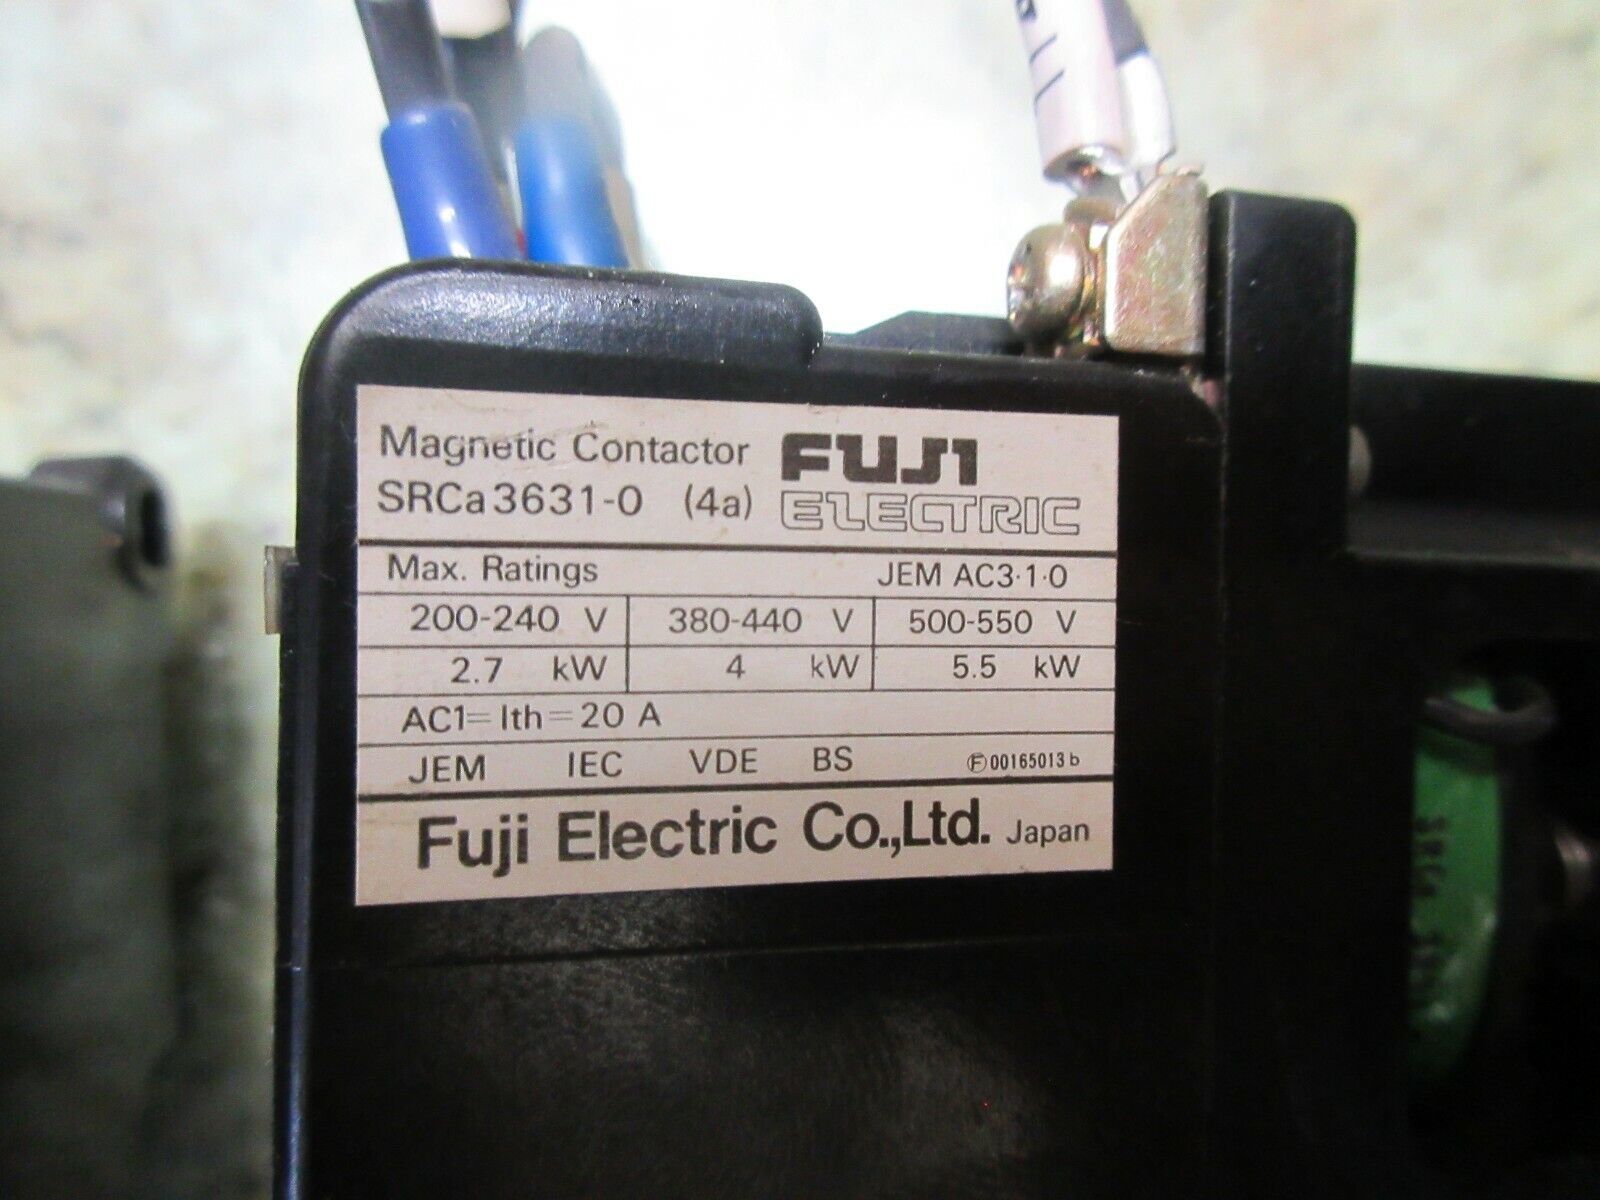 Magnetic Contactor FUJI
SRCa3631-0 (4a) ELECTRIC
Max. Ratings JEM AC3·1·0
200-240 V 380-440 V 500-550 V
2.7 kW 4 kW 5.5 kW
AC1=Ith=20 A
JEM IEC VDE BS Ⓕ00165013b
Fuji Electric Co.,Ltd. Japan
SRCa